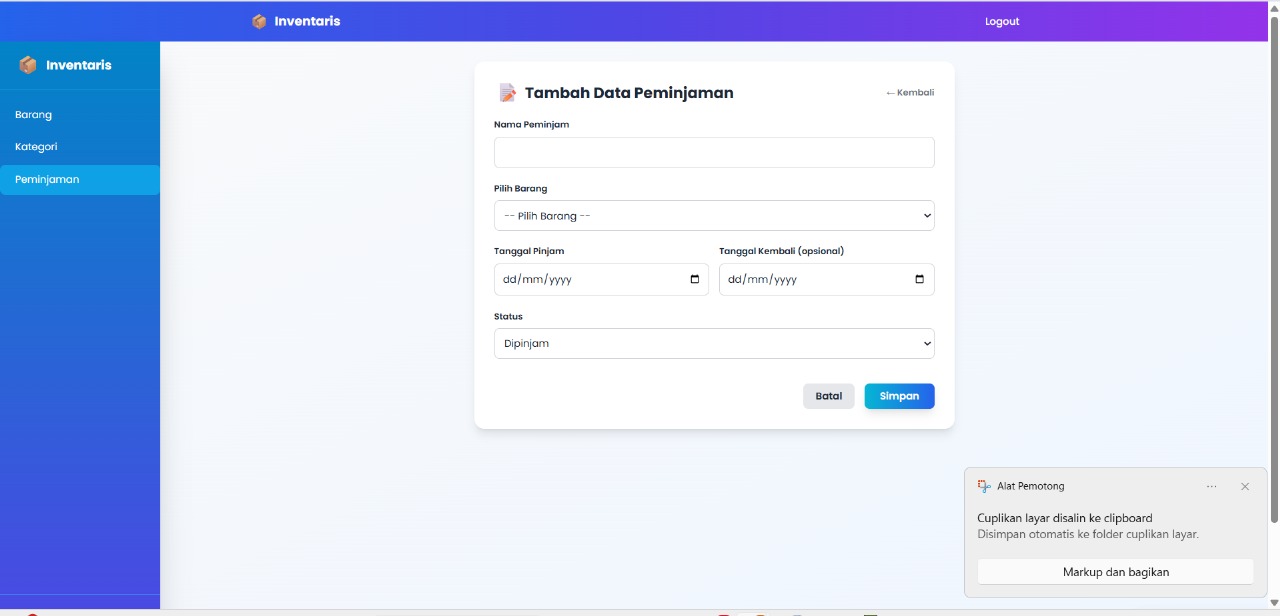 Inventaris
Logout
Inventaris
Barang
Kategori
Peminjaman
Tambah Data Peminjaman
← Kembali
Nama Peminjam
Pilih Barang
-- Pilih Barang --
Tanggal Pinjam
Tanggal Kembali (opsional)
dd/mm/yyyy
dd/mm/yyyy
Status
Dipinjam
Batal
Simpan
Alat Pemotong
Cuplikan layar disalin ke clipboard
Disimpan otomatis ke folder cuplikan layar.
Markup dan bagikan